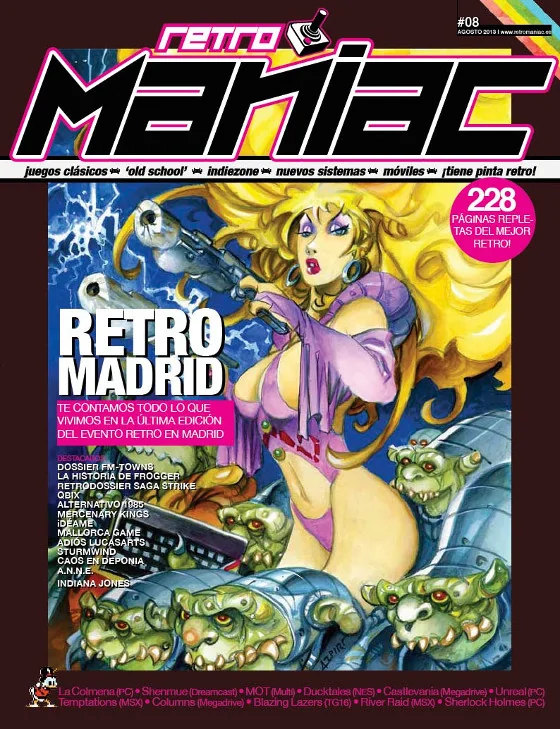 #08
AGOSTO 2013 | www.retromaniac.es
RETRO
MANIAC
juegos clásicos 'old school' indiezone nuevos sistemas móviles ¡tiene pinta retro!
228
PÁGINAS REPLE-
TAS DEL MEJOR
RETRO!
RETRO
MADRID
TE CONTAMOS TODO LO QUE
VIVIMOS EN LA ÚLTIMA EDICIÓN
DEL EVENTO RETRO EN MADRID
DESTACADOS
DOSSIER FM-TOWNS
LA HISTORIA DE FROGGER
RETRODOSSIER SAGA STRIKE
QBIX
ALTERNATIVO 1985
MERCENARY KINGS
iDÉAME
MALLORCA GAME
ADIÓS LUCASARTS
STURMWIND
CAOS EN DEPONIA
A.N.N.E.
INDIANA JONES
AZPIRI
La Colmena (PC) • Shenmue (Dreamcast) • MOT (Multi) • Ducktales (NES) • Castlevania (Megadrive) • Unreal (PC)
Temptations (MSX) • Columns (Megadrive) • Blazing Lazers (TG16) • River Raid (MSX) • Sherlock Holmes (PC)